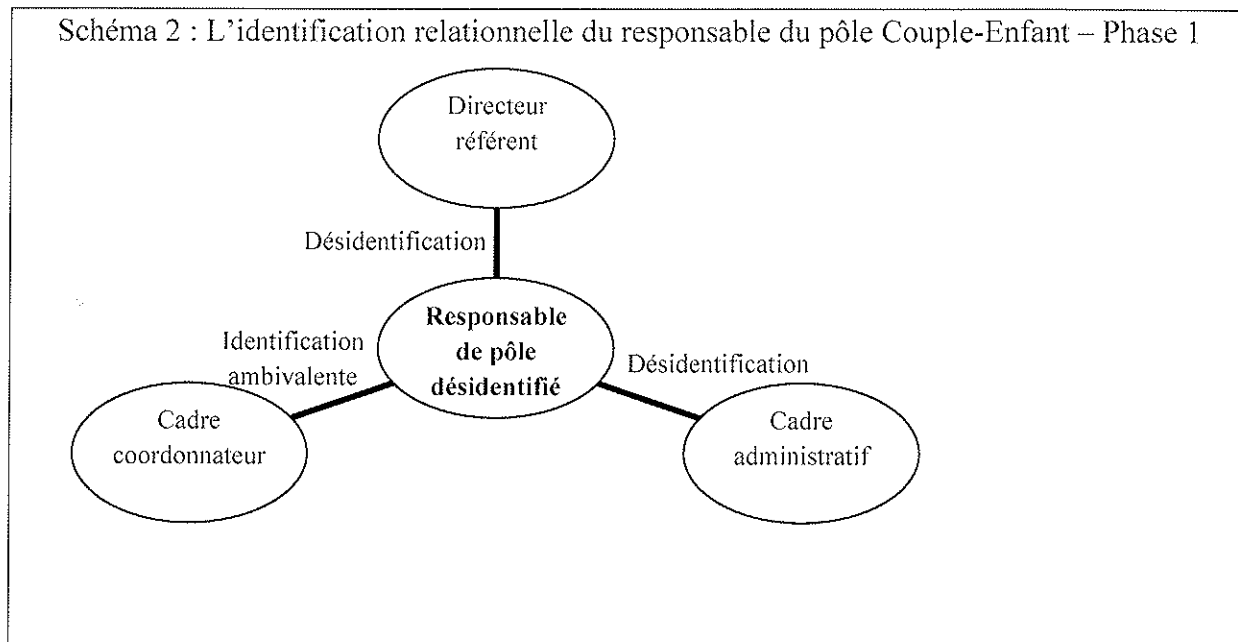 Schéma 2 : L'identification relationnelle du responsable du pôle Couple-Enfant – Phase 1
Directeur
référent
Désidentification
Responsable
de pôle
désidentifié
Identification
ambivalente
Désidentification
Cadre
coordonnateur
Cadre
administratif